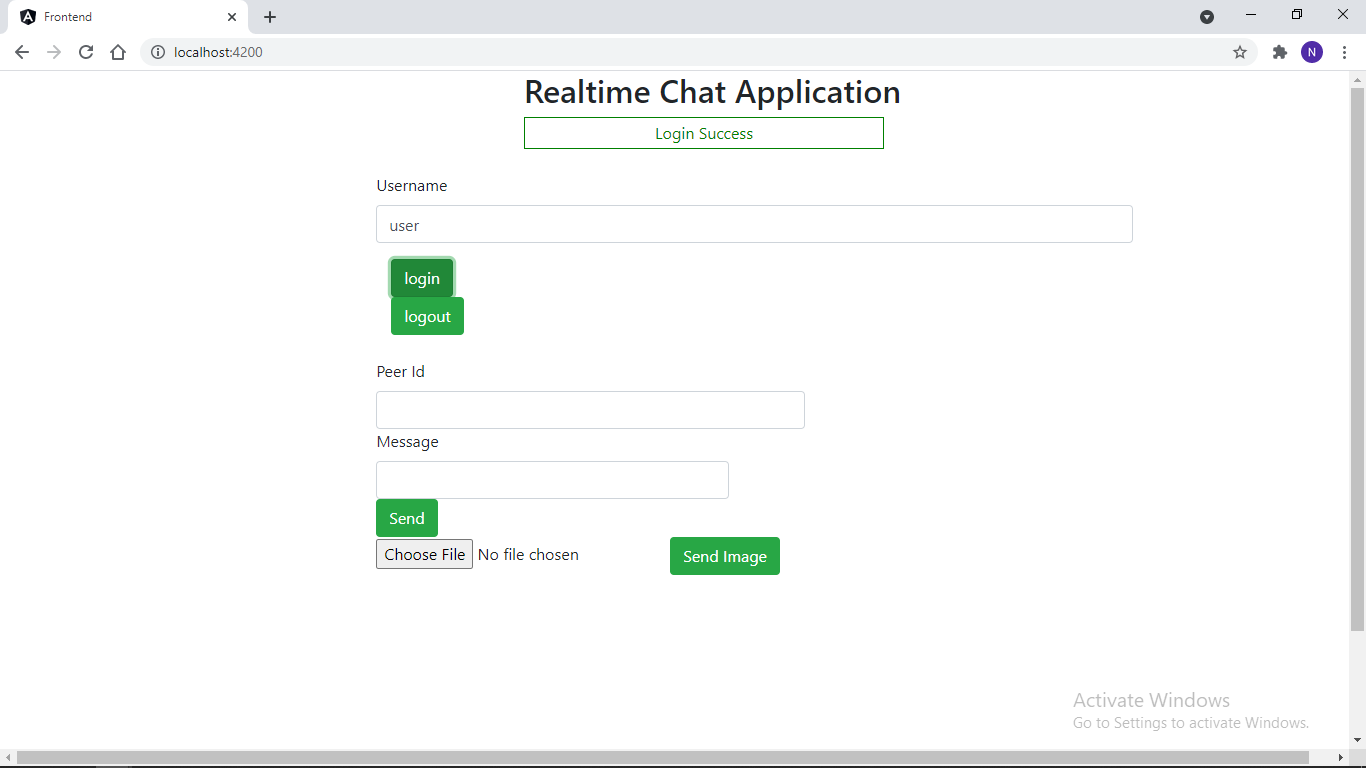 Frontend
localhost:4200
N
Realtime Chat Application
Login Success
Username
user
login
logout
Peer Id
Message
Send
Choose File No file chosen
Send Image
Activate Windows
Go to Settings to activate Windows.